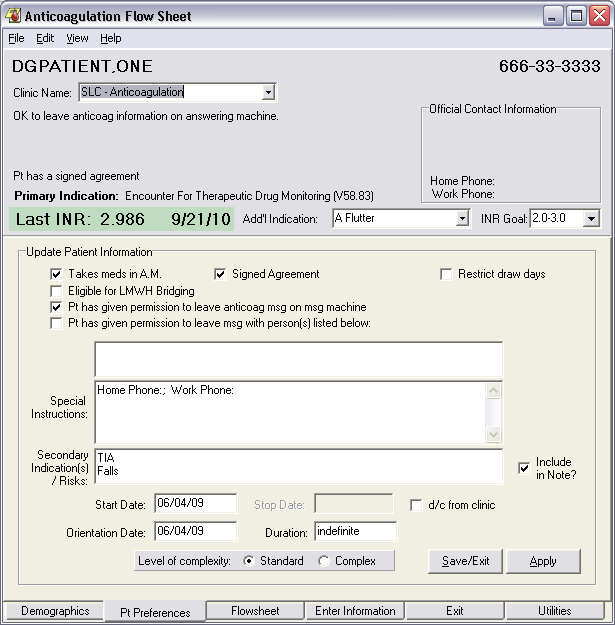 Anticoagulation Flow Sheet
File Edit View Help
DGPATIENT,ONE 666-33-3333
Clinic Name: SLC - Anticoagulation
Official Contact Information
OK to leave anticoag information on answering machine.
Pt has a signed agreement
Home Phone:
Primary Indication: Encounter For Therapeutic Drug Monitoring (V58.83)
Work Phone:
Last INR: 2.986 9/21/10 Add'l Indication: A Flutter INR Goal: 2.0-3.0
Update Patient Information
Takes meds in A.M. Signed Agreement Restrict draw days
Eligible for LMWH Bridging
Pt has given permission to leave anticoag msg on msg machine
Pt has given permission to leave msg with person(s) listed below:
Special Instructions:
Home Phone:; Work Phone:
Secondary Indication(s) / Risks:
TIA
Falls
Include in Note?
Start Date: 06/04/09 Stop Date: d/c from clinic
Orientation Date: 06/04/09 Duration: indefinite
Level of complexity: Standard Complex Save/Exit Apply
Demographics Pt Preferences Flowsheet Enter Information Exit Utilities